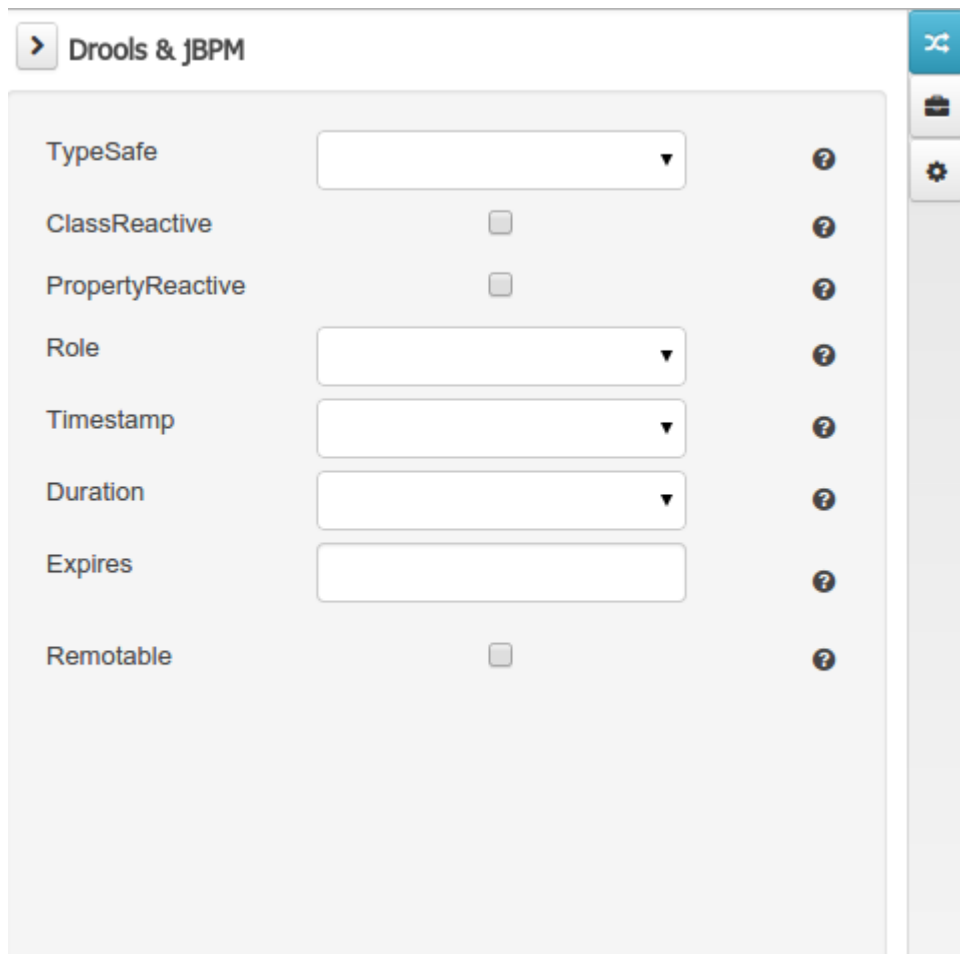 Drools & jBPM
TypeSafe
ClassReactive
PropertyReactive
Role
Timestamp
Duration
Expires
Remotable